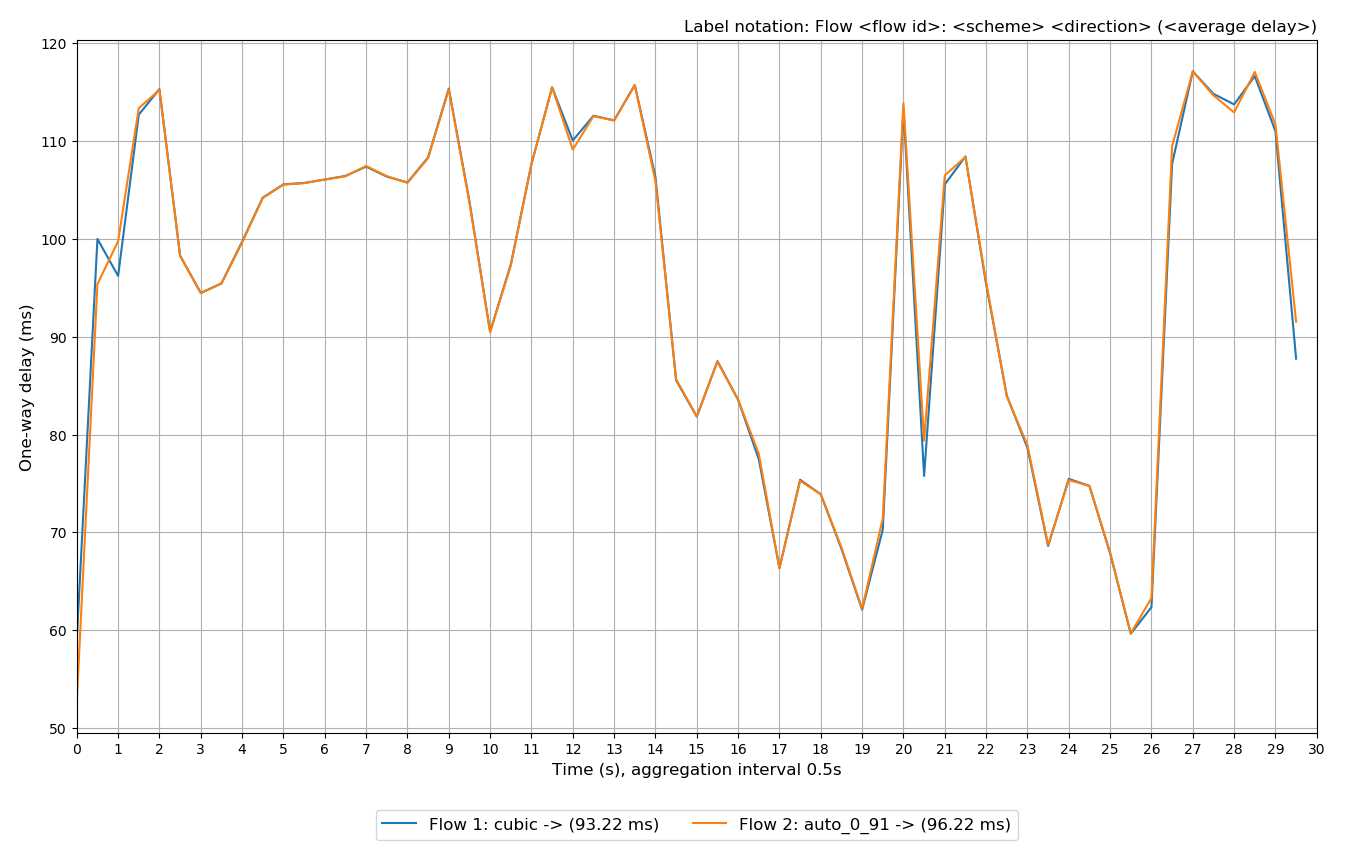 Label notation: Flow <flow id>: <scheme> <direction> (<average delay>)
120
110
100
90
80
70
60
50
One-way delay (ms)
0 1 2 3 4 5 6 7 8 9 10 11 12 13 14 15 16 17 18 19 20 21 22 23 24 25 26 27 28 29 30
Time (s), aggregation interval 0.5s
Flow 1: cubic -> (93.22 ms) Flow 2: auto_0_91 -> (96.22 ms)